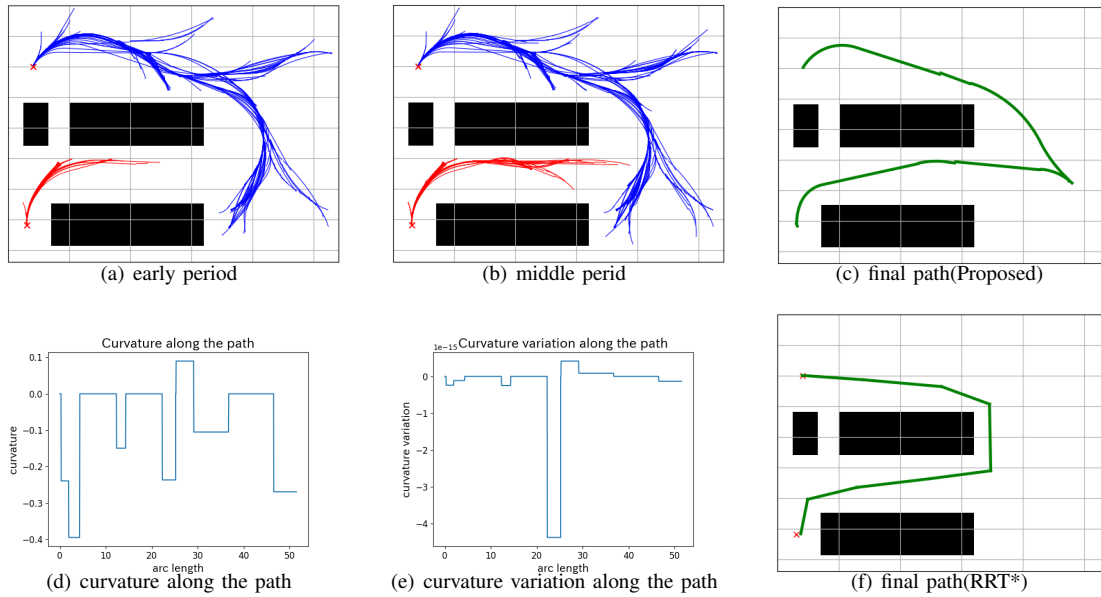 (a) early period
(b) middle perid
(c) final path(Proposed)
Curvature along the path
0.1
0.0
−0.1
−0.2
−0.3
−0.4
curvature
0
10
20
30
40
50
arc length
(d) curvature along the path
1e−15
Curvature variation along the path
0
−1
−2
−3
−4
curvature variation
0
10
20
30
40
50
arc length
(e) curvature variation along the path
(f) final path(RRT*)